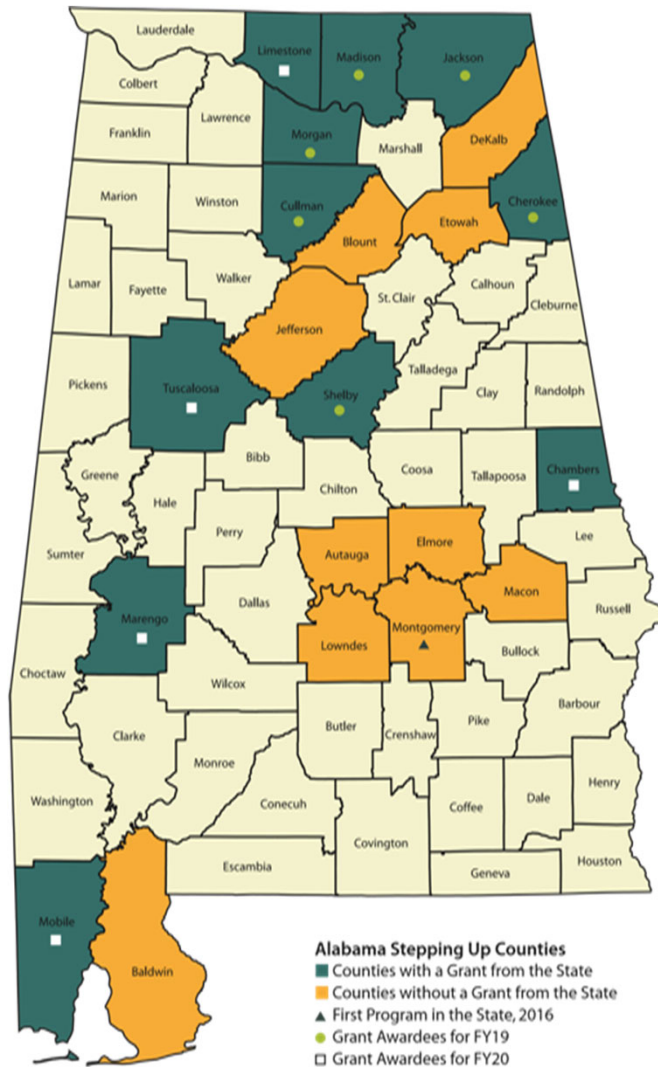 Lauderdale
Limestone
Madison
Jackson
Colbert
Lawrence
Franklin
Morgan
Marshall
DeKalb
Marion
Winston
Cullman
Cherokee
Etowah
Blount
Walker
Lamar
Fayette
St. Clair
Calhoun
Cleburne
Jefferson
Talladega
Pickens
Tuscaloosa
Shelby
Clay
Randolph
Bibb
Greene
Hale
Chilton
Coosa
Tallapoosa
Chambers
Perry
Sumter
Autauga
Elmore
Lee
Macon
Dallas
Russell
Marengo
Lowndes
Montgomery
Bullock
Choctaw
Wilcox
Barbour
Clarke
Butler
Crenshaw
Pike
Monroe
Washington
Conecuh
Coffee
Dale
Henry
Covington
Escambia
Geneva
Houston
Mobile
Baldwin
Alabama Stepping Up Counties
Counties with a Grant from the State
Counties without a Grant from the State
First Program in the State, 2016
Grant Awardees for FY19
Grant Awardees for FY20